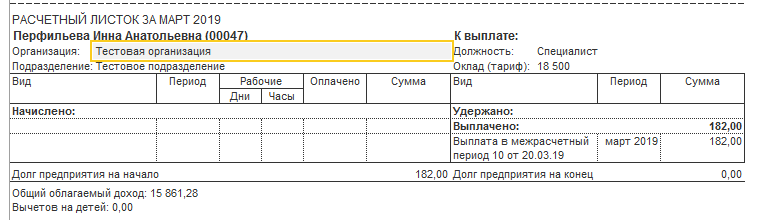 РАСЧЕТНЫЙ ЛИСТОК ЗА МАРТ 2019
Перфильева Инна Анатольевна (00047) К выплате:
Организация: Тестовая организация Должность: Специалист
Подразделение: Тестовое подразделение Оклад (тариф): 18 500
Вид Период Рабочие Оплачено Сумма Вид Период Сумма
Дни Часы
Начислено: Удержано:
Выплачено: 182,00
Выплата в межрасчетный март 2019 182,00
период 10 от 20.03.19
Долг предприятия на начало 182,00 Долг предприятия на конец 0,00
Общий облагаемый доход: 15 861,28
Вычетов на детей: 0,00